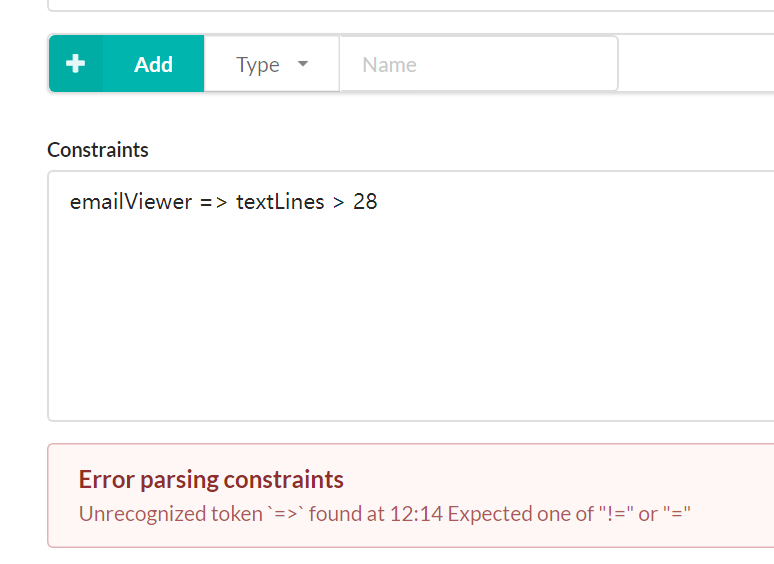 Add
Type
Name
Constraints
emailViewer => textLines > 28
Error parsing constraints
Unrecognized token `=>` found at 12:14 Expected one of "!=" or "="